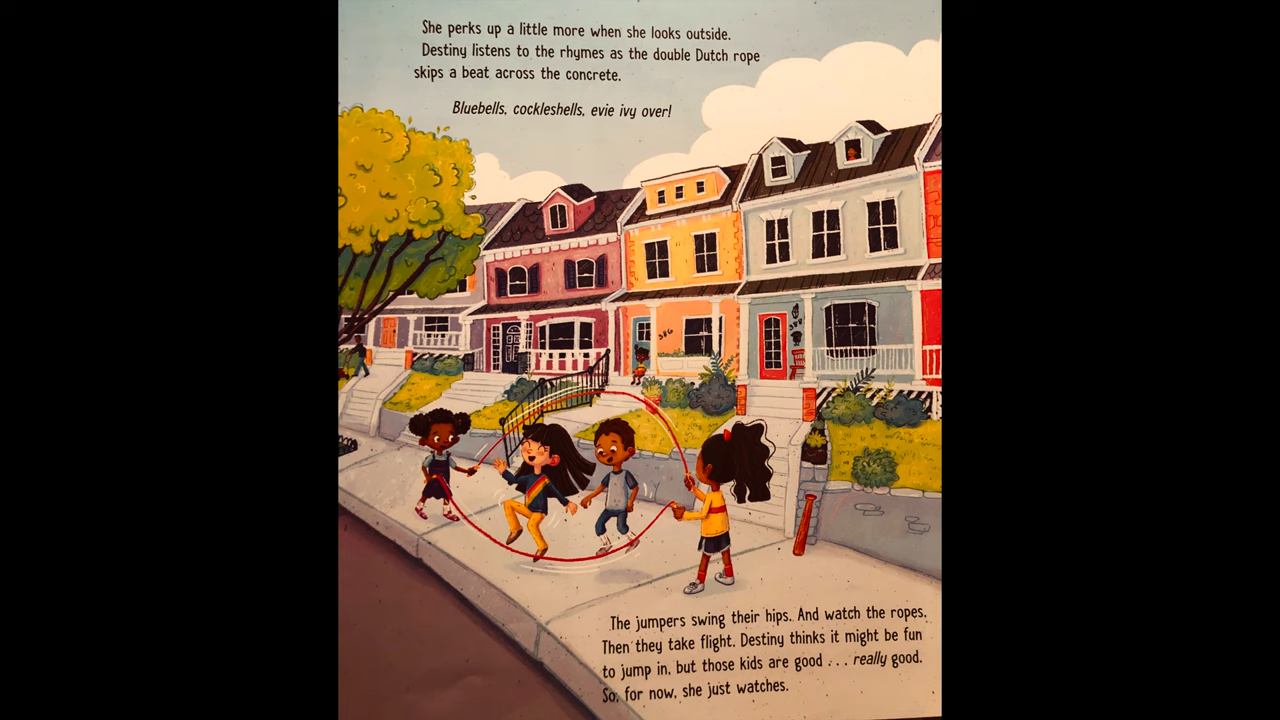 She perks up a little more when she looks outside.
Destiny listens to the rhymes as the double Dutch rope
skips a beat across the concrete.
Bluebells, cockleshells, evie ivy over!
386
388
The jumpers swing their hips. And watch the ropes.
Then they take flight. Destiny thinks it might be fun
to jump in, but those kids are good . . . really good.
So, for now, she just watches.